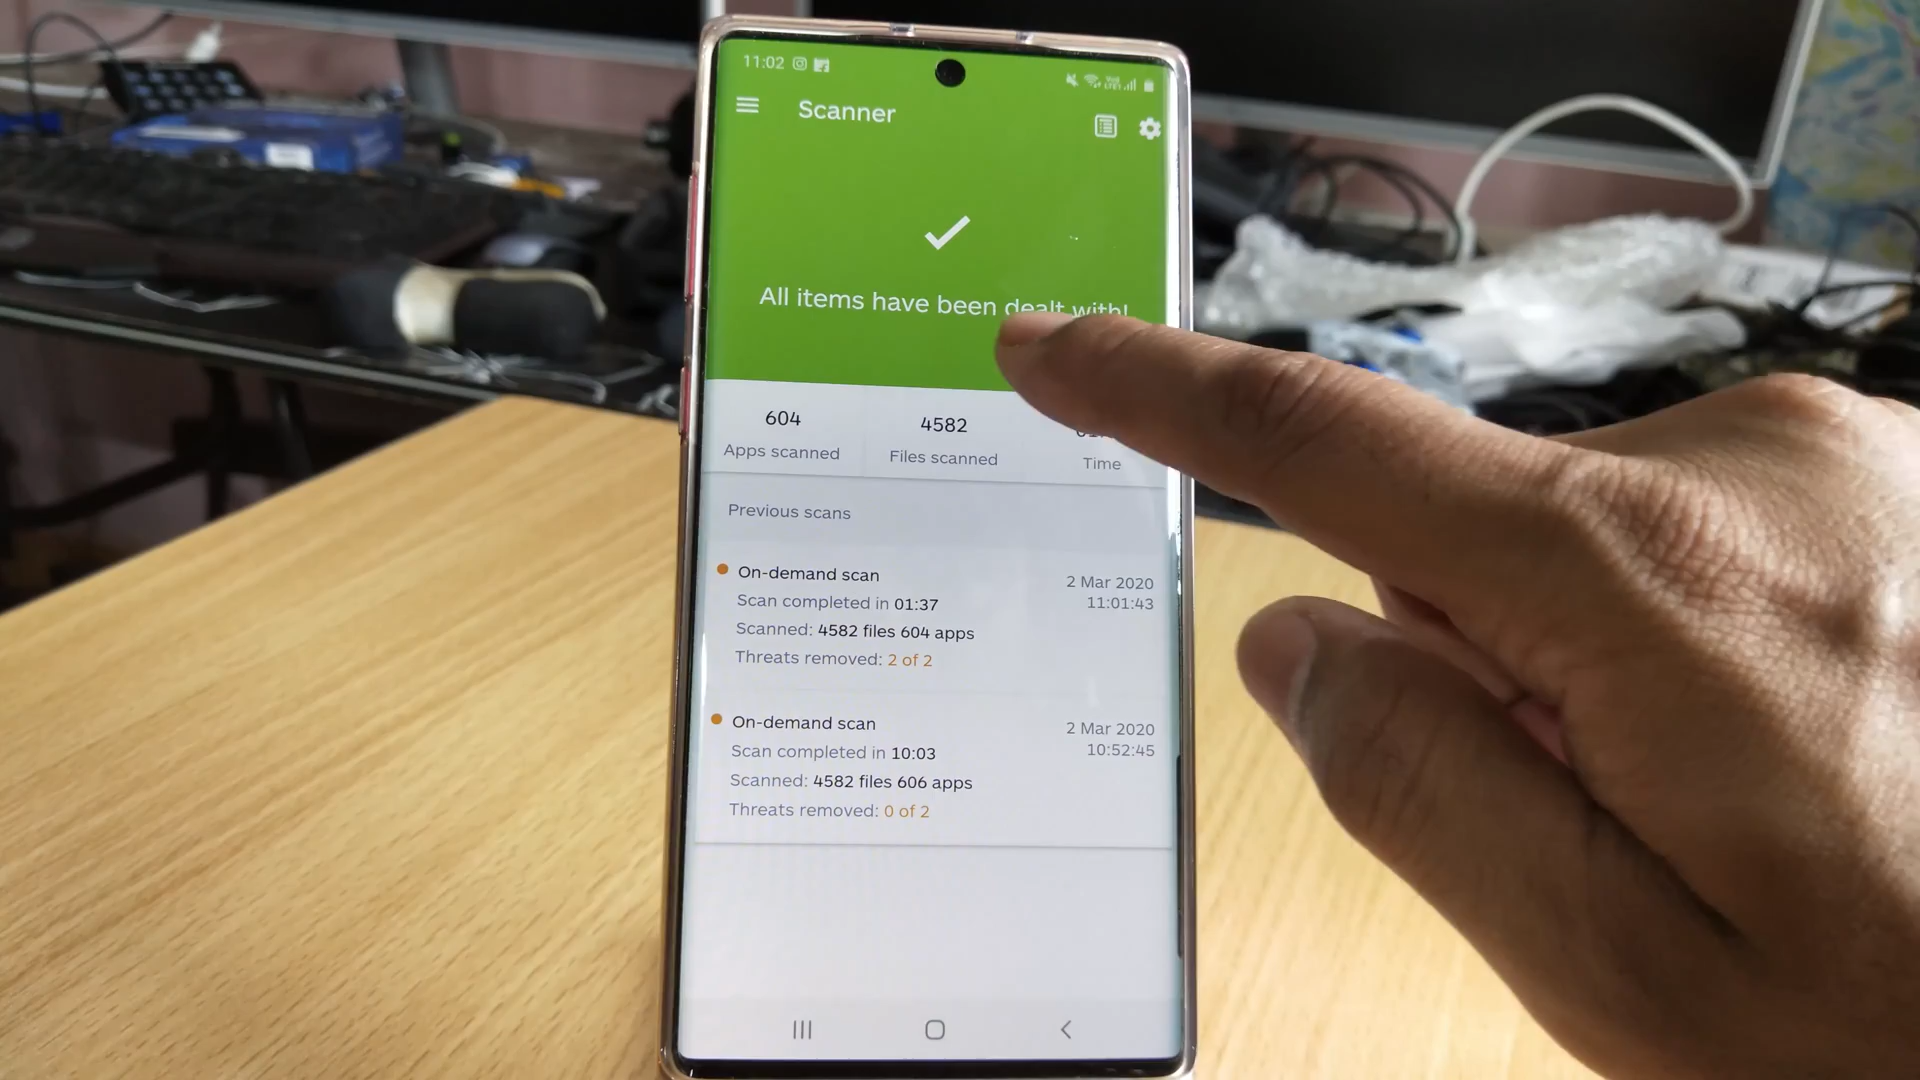 11:02
Scanner
All items have been dealt with!
604 4582
Apps scanned Files scanned Time
Previous scans
On-demand scan 2 Mar 2020
Scan completed in 01:37 11:01:43
Scanned: 4582 files 604 apps
Threats removed: 2 of 2
On-demand scan 2 Mar 2020
Scan completed in 10:03 10:52:45
Scanned: 4582 files 606 apps
Threats removed: 0 of 2